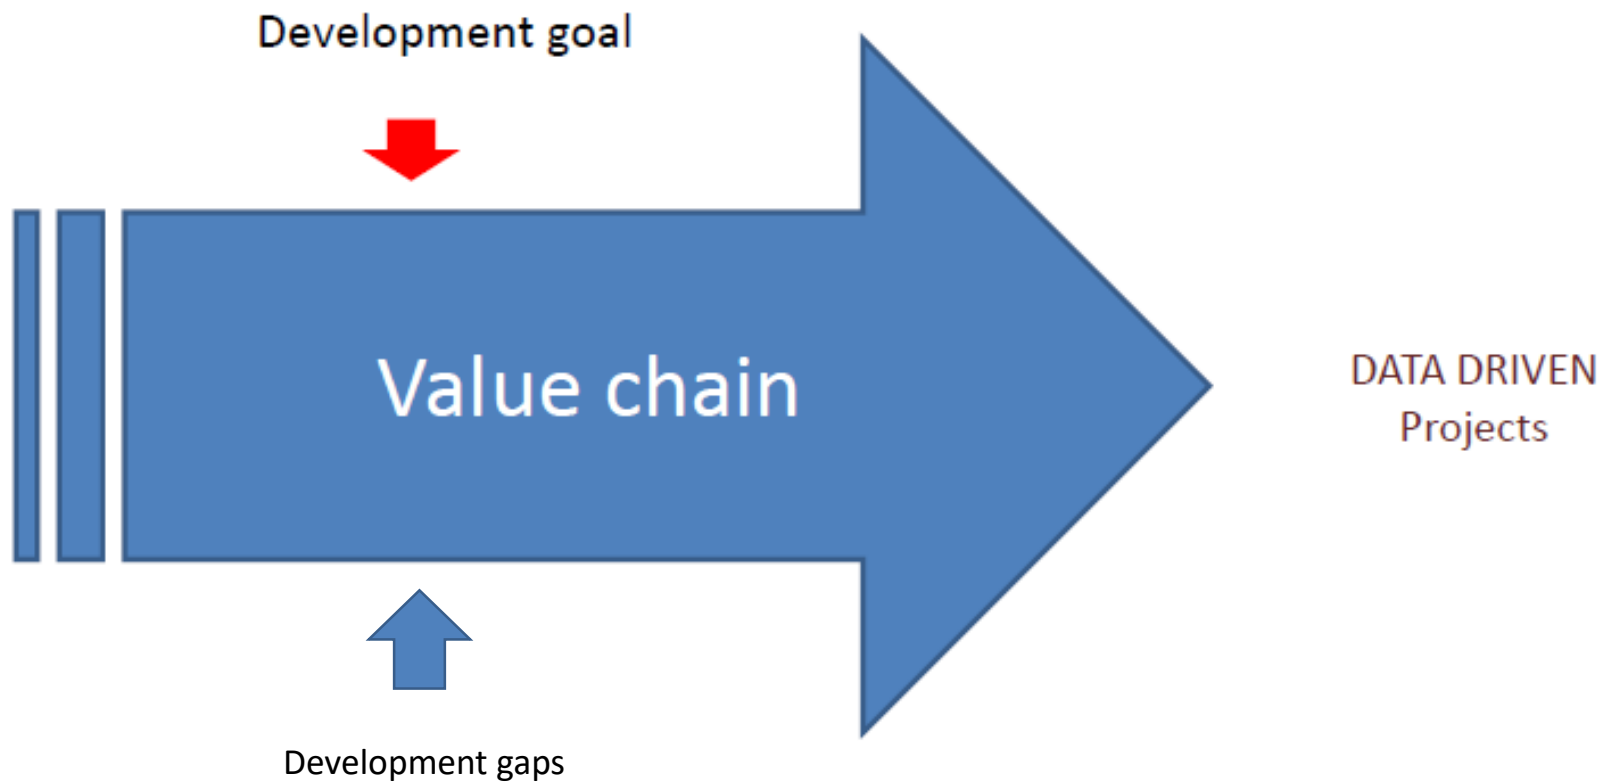 Development goal
Value chain
DATA DRIVEN
Projects
Development gaps